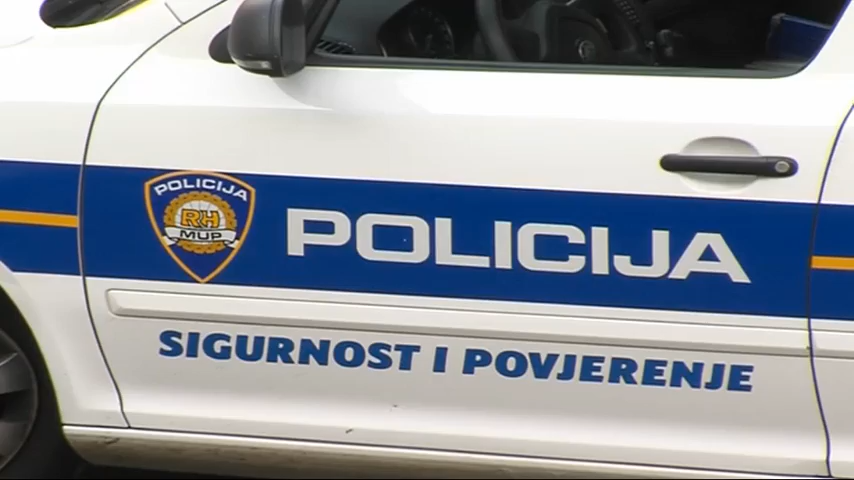 POLICIJA
RH
MUP
POLICIJA
SIGURNOST I POVJERENJE